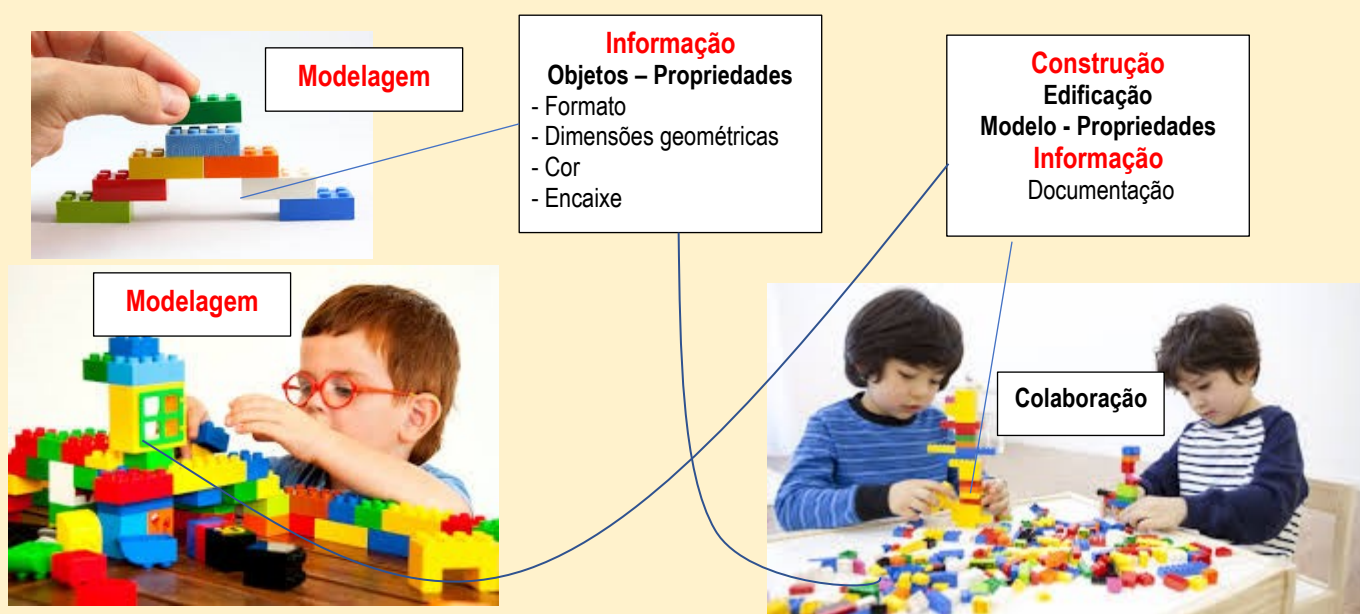 Modelagem
Informação
Objetos – Propriedades
- Formato
- Dimensões geométricas
- Cor
- Encaixe
Construção
Edificação
Modelo - Propriedades
Informação
Documentação
Modelagem
Colaboração